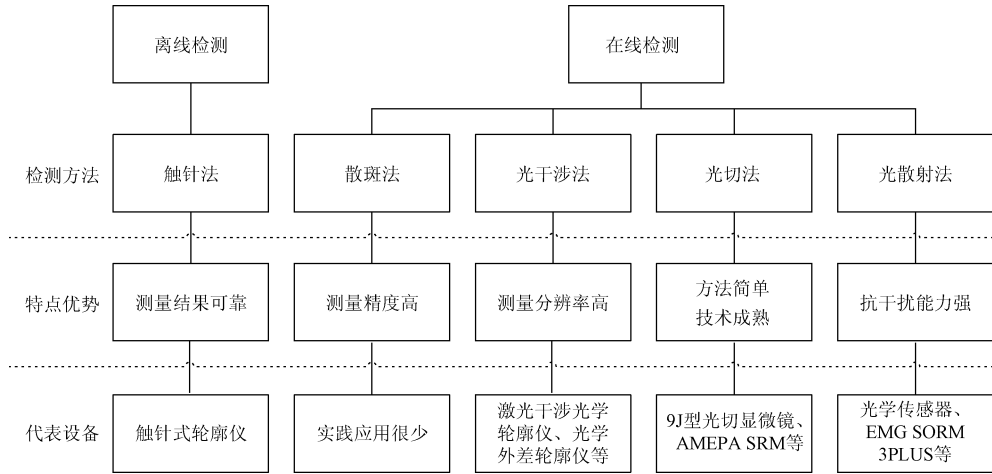 离线检测
在线检测
检测方法
触针法
散斑法
光干涉法
光切法
光散射法
特点优势
测量结果可靠
测量精度高
测量分辨率高
方法简单
技术成熟
抗干扰能力强
代表设备
触针式轮廓仪
实践应用很少
激光干涉光学
轮廓仪、光学
外差轮廓仪等
9J型光切显微镜、
AMEPA SRM等
光学传感器、
EMG SORM
3PLUS等